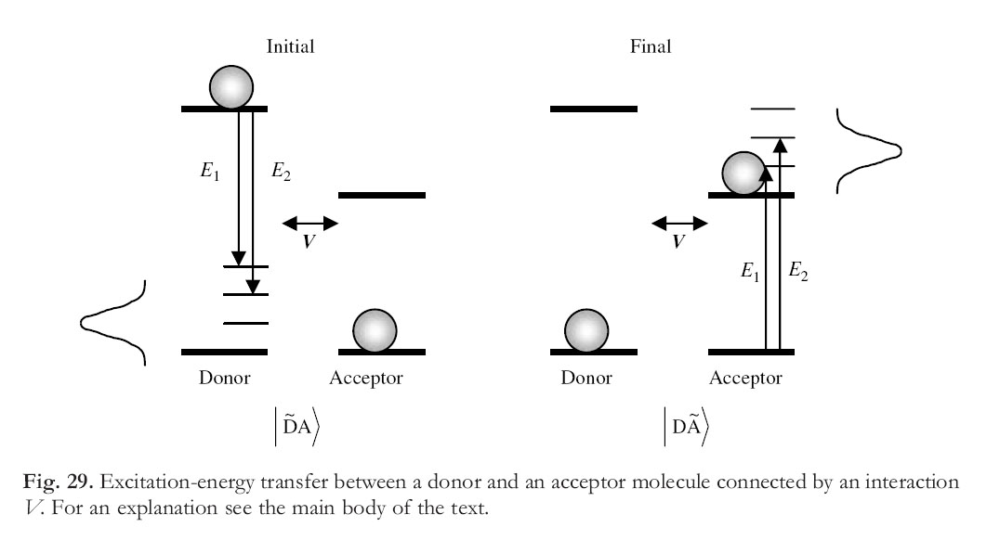 Initial
Final
E₁
E₂
V
V
E₁
E₂
Donor
Acceptor
Donor
Acceptor
|D̃A⟩
|DÃ⟩
Fig. 29. Excitation-energy transfer between a donor and an acceptor molecule connected by an interaction
V. For an explanation see the main body of the text.